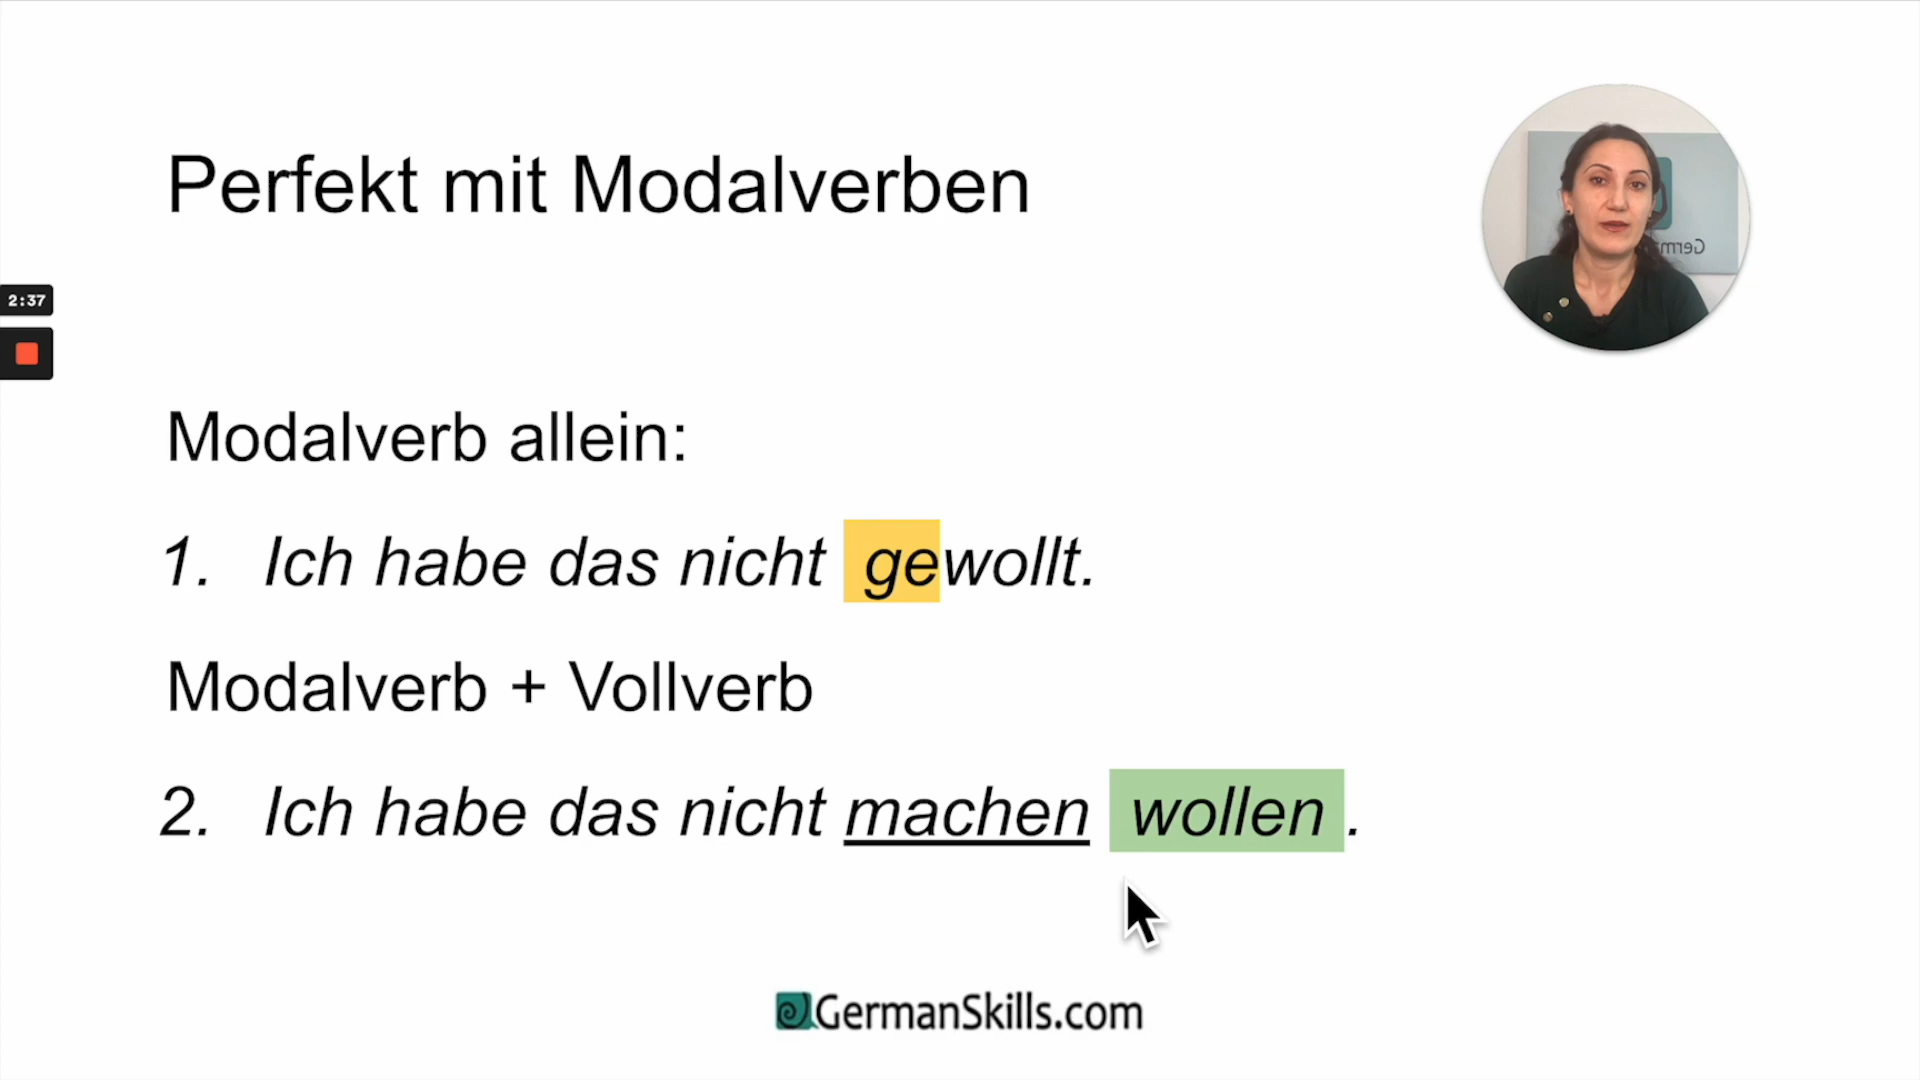 Perfekt mit Modalverben
2:37
Modalverb allein:
1. Ich habe das nicht gewollt.
Modalverb + Vollverb
2. Ich habe das nicht machen wollen .
GermanSkills.com